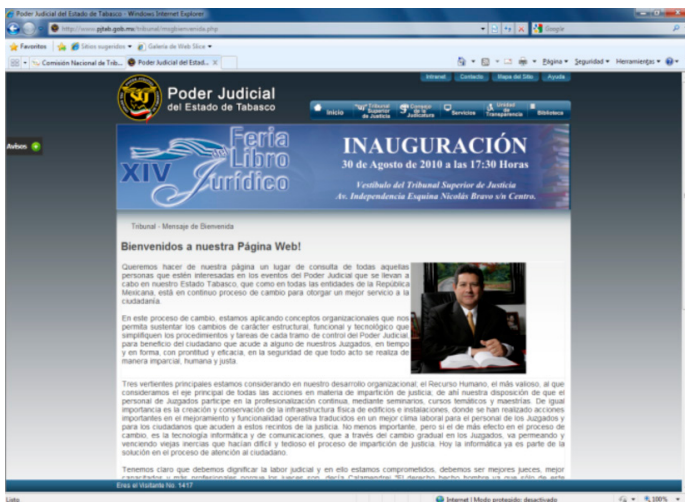 Poder Judicial del Estado de Tabasco - Windows Internet Explorer
http://www.pjtab.gob.mx/tribunal/msgbienvenida.php
Google
Favoritos Sitios sugeridos Galería de Web Slice
Comisión Nacional de Trib... Poder Judicial del Estad... X
Página Seguridad Herramientas
Intranet Contacto Mapa del Sitio Ayuda
Poder Judicial
del Estado de Tabasco
Inicio Tribunal Superior de Justicia Consejo de la Judicatura Servicios Unidad de Transparencia Biblioteca
Avisos
XIV Feria Libro Jurídico
INAUGURACIÓN
30 de Agosto de 2010 a las 17:30 Horas
Vestíbulo del Tribunal Superior de Justicia
Av. Independencia Esquina Nicolás Bravo s/n Centro.
Tribunal - Mensaje de Bienvenida
Bienvenidos a nuestra Página Web!
Queremos hacer de nuestra página un lugar de consulta de todas aquellas
personas que estén interesadas en los eventos del Poder Judicial que se llevan a
cabo en nuestro Estado Tabasco, que como en todas las entidades de la República
Mexicana, está en continuo proceso de cambio para otorgar un mejor servicio a la
ciudadanía.
En este proceso de cambio, estamos aplicando conceptos organizacionales que nos
permita sustentar los cambios de carácter estructural, funcional y tecnológico que
simplifiquen los procedimientos y tareas de cada tramo de control del Poder Judicial,
para beneficio del ciudadano que acude a alguno de nuestros Juzgados, en tiempo
y en forma, con prontitud y eficacia, en la seguridad de que todo acto se realiza de
manera imparcial, humana y justa.
Tres vertientes principales estamos considerando en nuestro desarrollo organizacional; el Recurso Humano, el más valioso, al que
consideramos el eje principal de todas las acciones en materia de impartición de justicia; de ahí nuestra disposición de que el
personal de Juzgados participe en la profesionalización continua, mediante seminarios, cursos temáticos y maestrías. De igual
importancia es la creación y conservación de la infraestructura física de edificios e instalaciones, donde se han realizado acciones
importantes en el mejoramiento y funcionalidad operativa traducidos en un mejor clima laboral para el personal de los Juzgados y
para los ciudadanos que acuden a estos recintos de la justicia. No menos importante, pero si el de más efecto en el proceso de
cambio, es la tecnología informática y de comunicaciones, que a través del cambio gradual en los Juzgados, va permeando y
venciendo viejas inercias que hacían difícil y tedioso el proceso de impartición de justicia. Hoy la informática ya es parte de la
solución en el proceso de atención al ciudadano.
Tenemos claro que debemos dignificar la labor judicial y en ello estamos comprometidos, debemos ser mejores jueces, mejor
Eres el Visitante No. 1417
Listo
Internet | Modo protegido: desactivado
100%